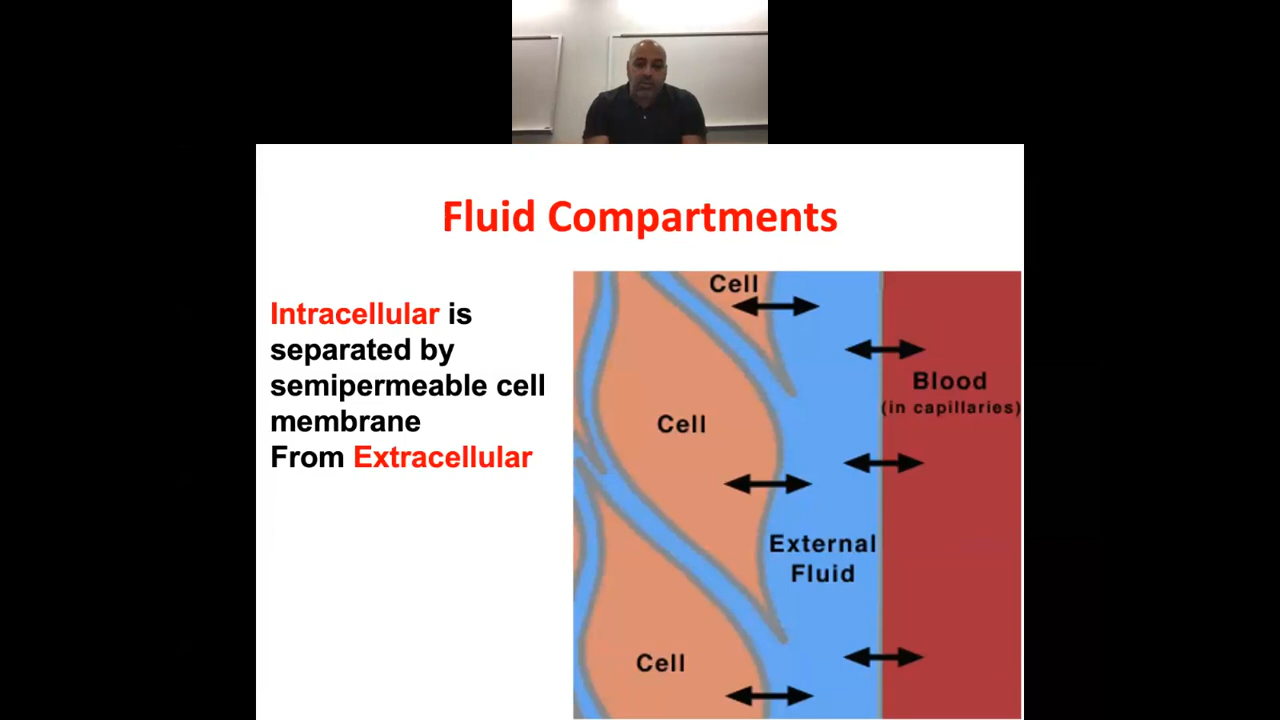 Fluid Compartments
Intracellular is
separated by
semipermeable cell
membrane
From Extracellular
Cell
Blood
(in capillaries)
Cell
External
Fluid
Cell